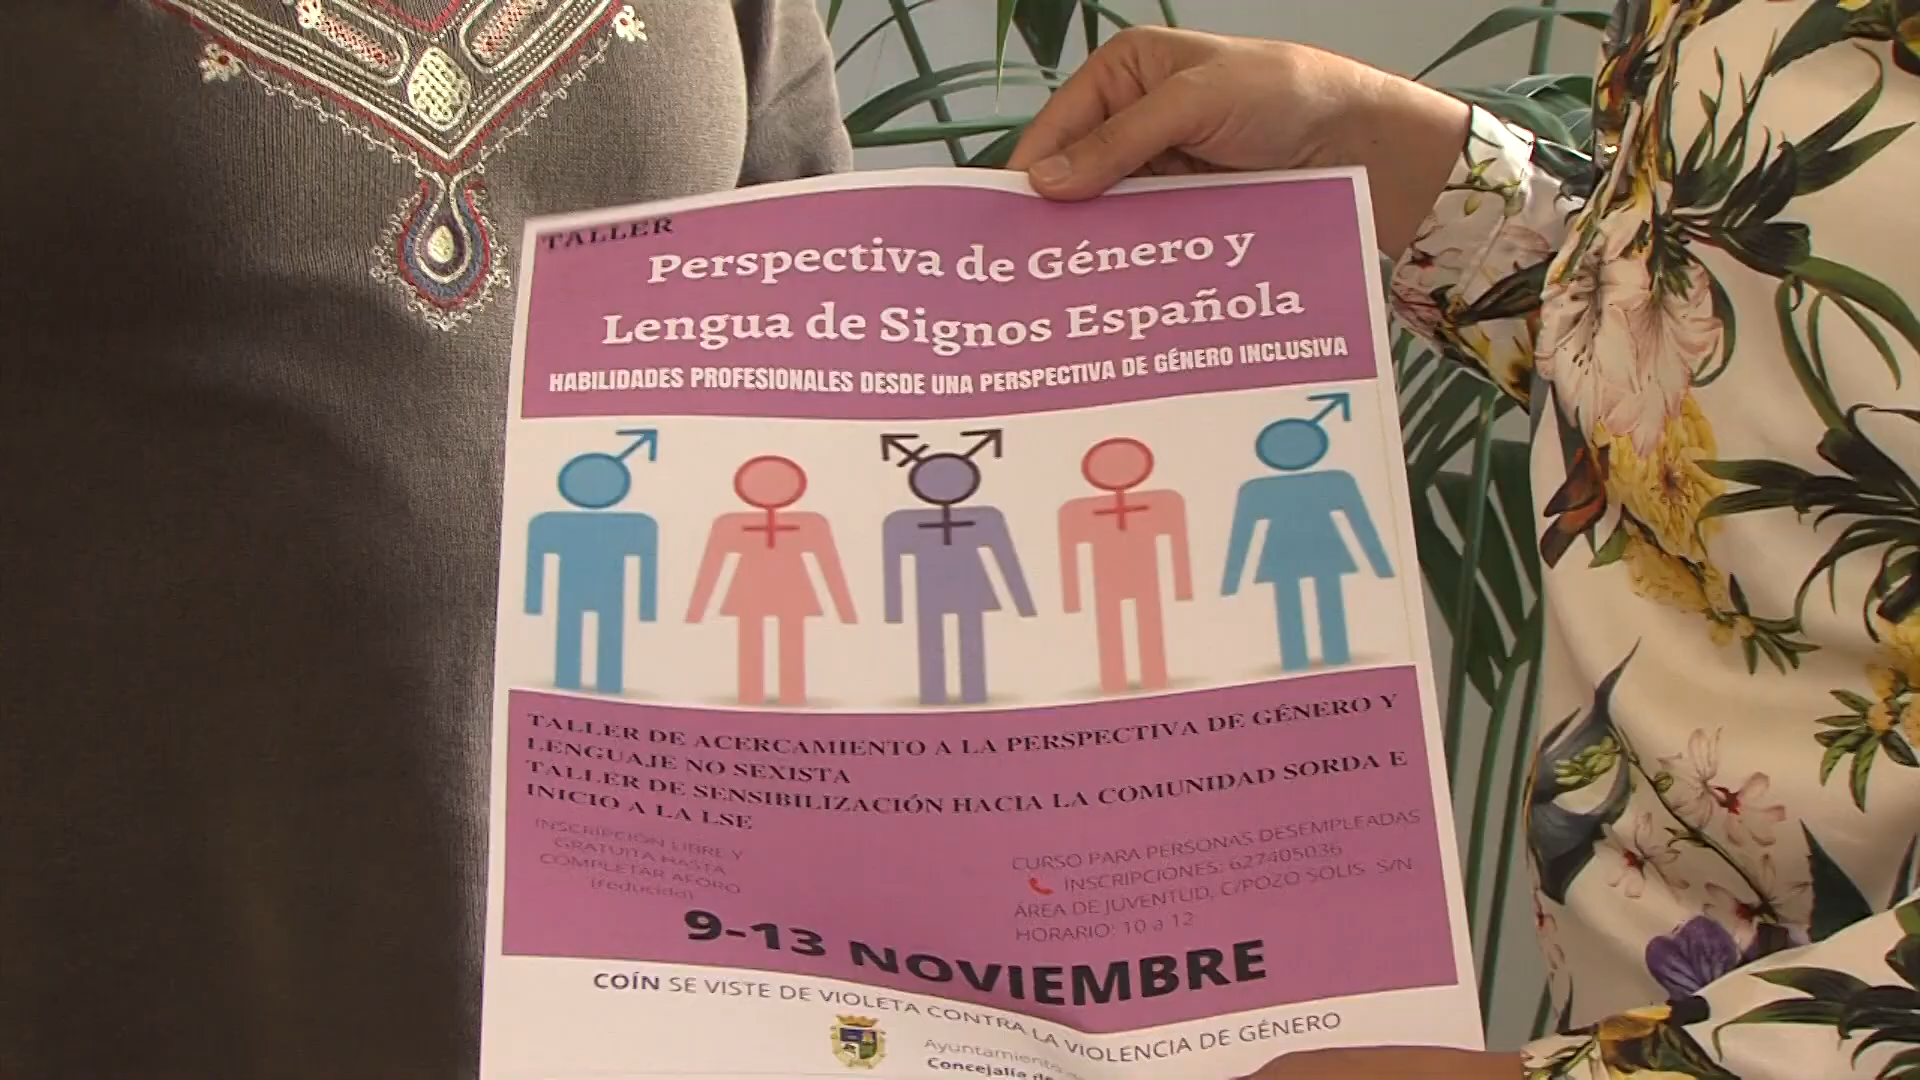 TALLER
Perspectiva de Género y
Lengua de Signos Española
HABILIDADES PROFESIONALES DESDE UNA PERSPECTIVA DE GÉNERO INCLUSIVA
TALLER DE ACERCAMIENTO A LA PERSPECTIVA DE GÉNERO Y
LENGUAJE NO SEXISTA
TALLER DE SENSIBILIZACIÓN HACIA LA COMUNIDAD SORDA E
INICIO A LA LSE
INSCRIPCIÓN LIBRE Y
GRATUITA HASTA
COMPLETAR AFORO
(reducido)
CURSO PARA PERSONAS DESEMPLEADAS
INSCRIPCIONES: 627405036
ÁREA DE JUVENTUD, C/POZO SOLIS S/N
HORARIO: 10 a 12
9-13 NOVIEMBRE
COÍN SE VISTE DE VIOLETA CONTRA LA VIOLENCIA DE GÉNERO
Ayuntamiento
Concejalía de